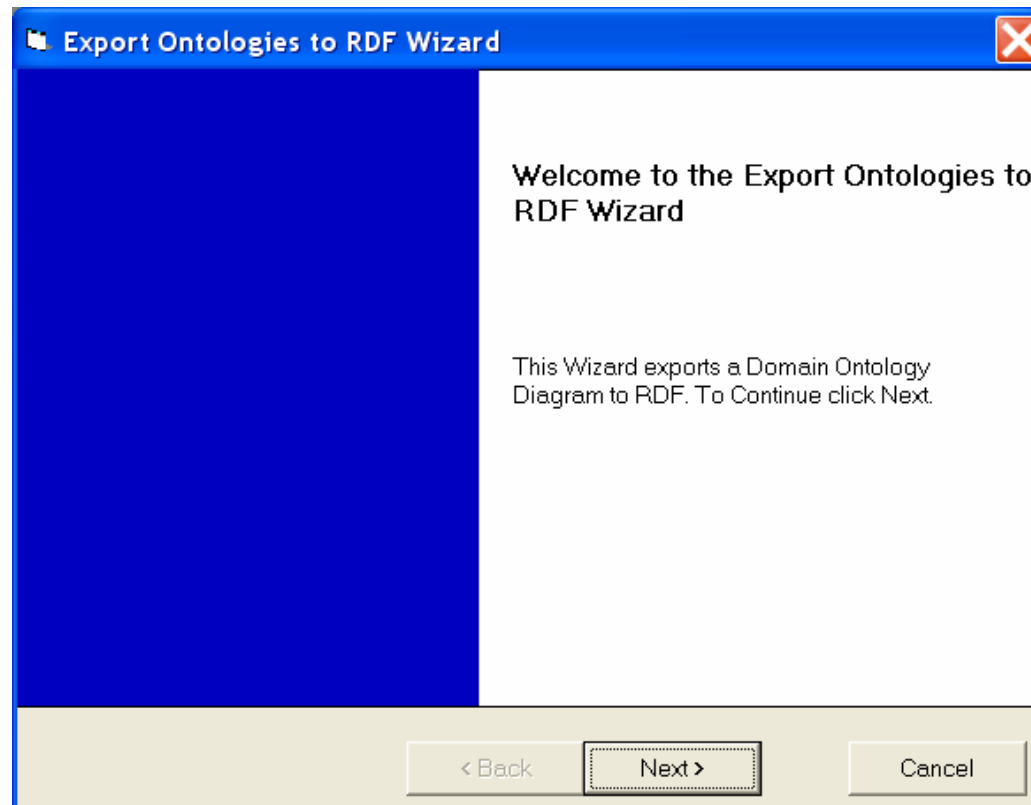 Export Ontologies to RDF Wizard
Welcome to the Export Ontologies to
RDF Wizard
This Wizard exports a Domain Ontology
Diagram to RDF. To Continue click Next.
< Back Next > Cancel